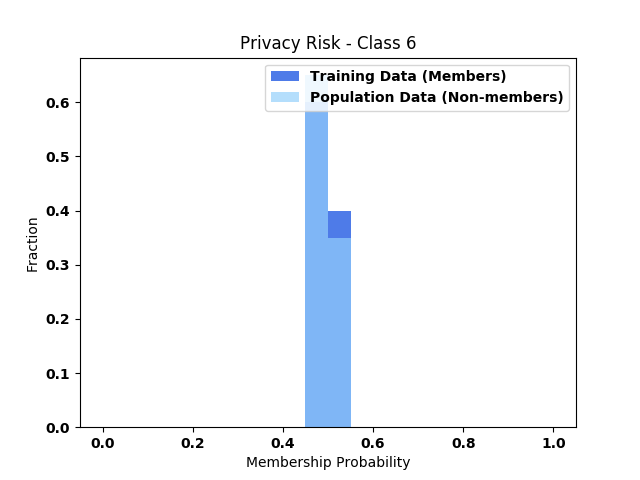 Privacy Risk - Class 6
Training Data (Members)
Population Data (Non-members)
Fraction
0.6
0.5
0.4
0.3
0.2
0.1
0.0
0.0 0.2 0.4 0.6 0.8 1.0
Membership Probability